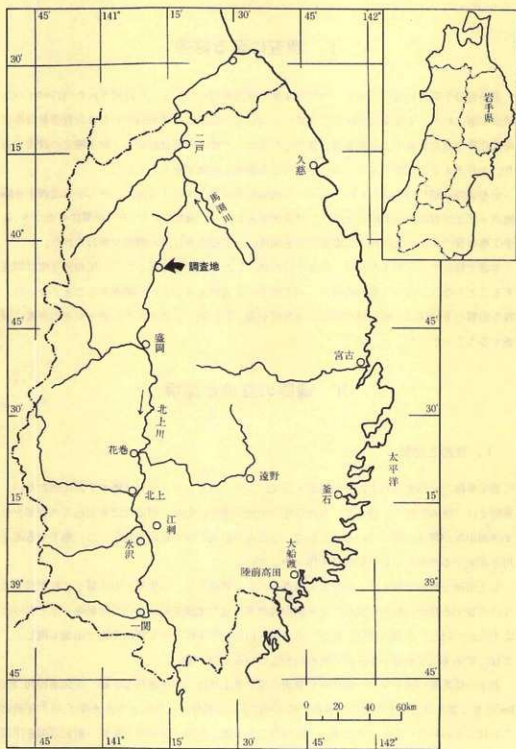 45′
141°
15′
30′
45′
142°
30′
30′
岩手県
二戸
15′
久慈
15′
馬淵川
40°
40°
調査地
45′
45′
盛岡
宮古
30′
30′
北上川
花巻
太平洋
遠野
釜石
15′
北上
15′
江刺
水沢
大船渡
陸前高田
39°
39°
一関
45′
45′
0 20 40 60km
45′
141°
15′
30′
45′
142°